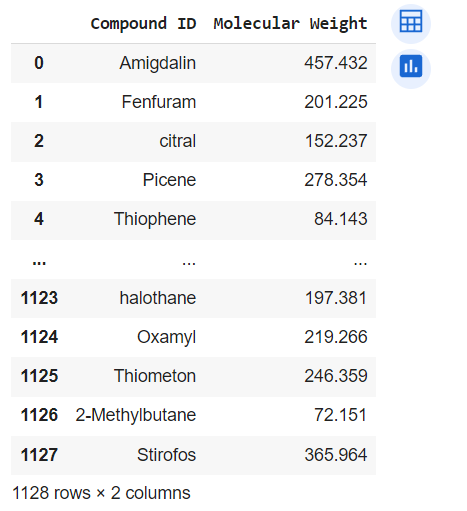 Compound ID Molecular Weight
0 Amigdalin 457.432
1 Fenfuram 201.225
2 citral 152.237
3 Picene 278.354
4 Thiophene 84.143
... ... ...
1123 halothane 197.381
1124 Oxamyl 219.266
1125 Thiometon 246.359
1126 2-Methylbutane 72.151
1127 Stirofos 365.964
1128 rows × 2 columns